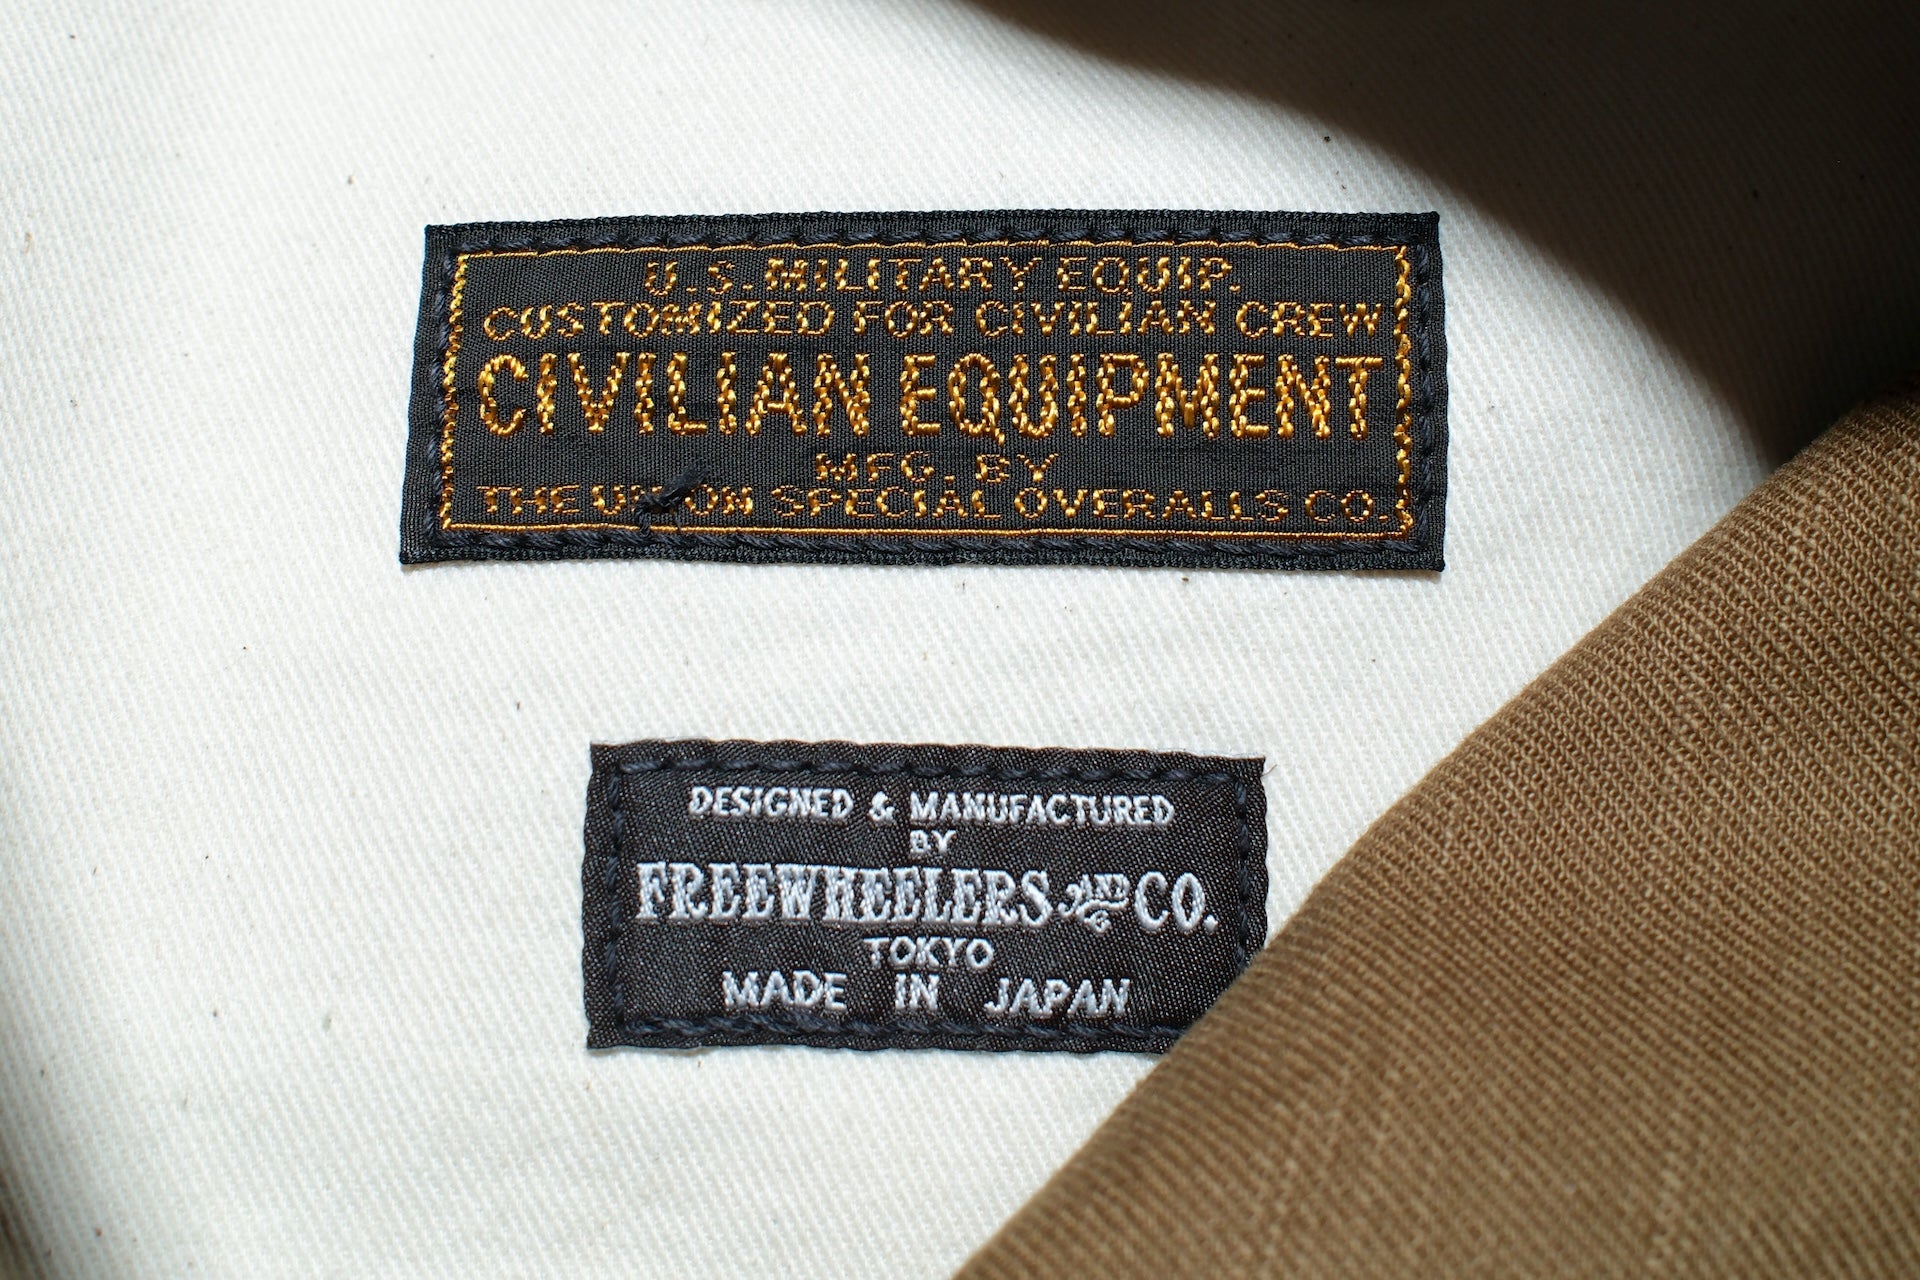 U.S. MILITARY EQUIP.
CUSTOMIZED FOR CIVILIAN CREW
CIVILIAN EQUIPMENT
MFG. BY
THE UNION SPECIAL OVERALLS CO.
DESIGNED & MANUFACTURED
BY
FREEWHEELERS AND CO.
TOKYO
MADE IN JAPAN